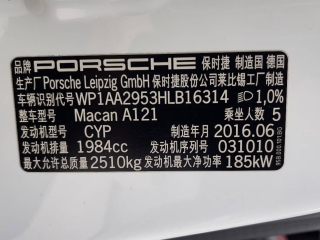 品牌 PORSCHE 保时捷 制造国 德国
生产厂 Porsche Leipzig GmbH 保时捷股份公司莱比锡工厂制造
车辆识别代号 WP1AA2953HLB16314 1,0%
整车型号 Macan A121 乘坐人数 5
发动机型号 CYP 制造年月 2016.06
发动机排量 1984cc 发动机序列号 031010
最大允许总质量 2510kg 发动机最大净功率 185kW